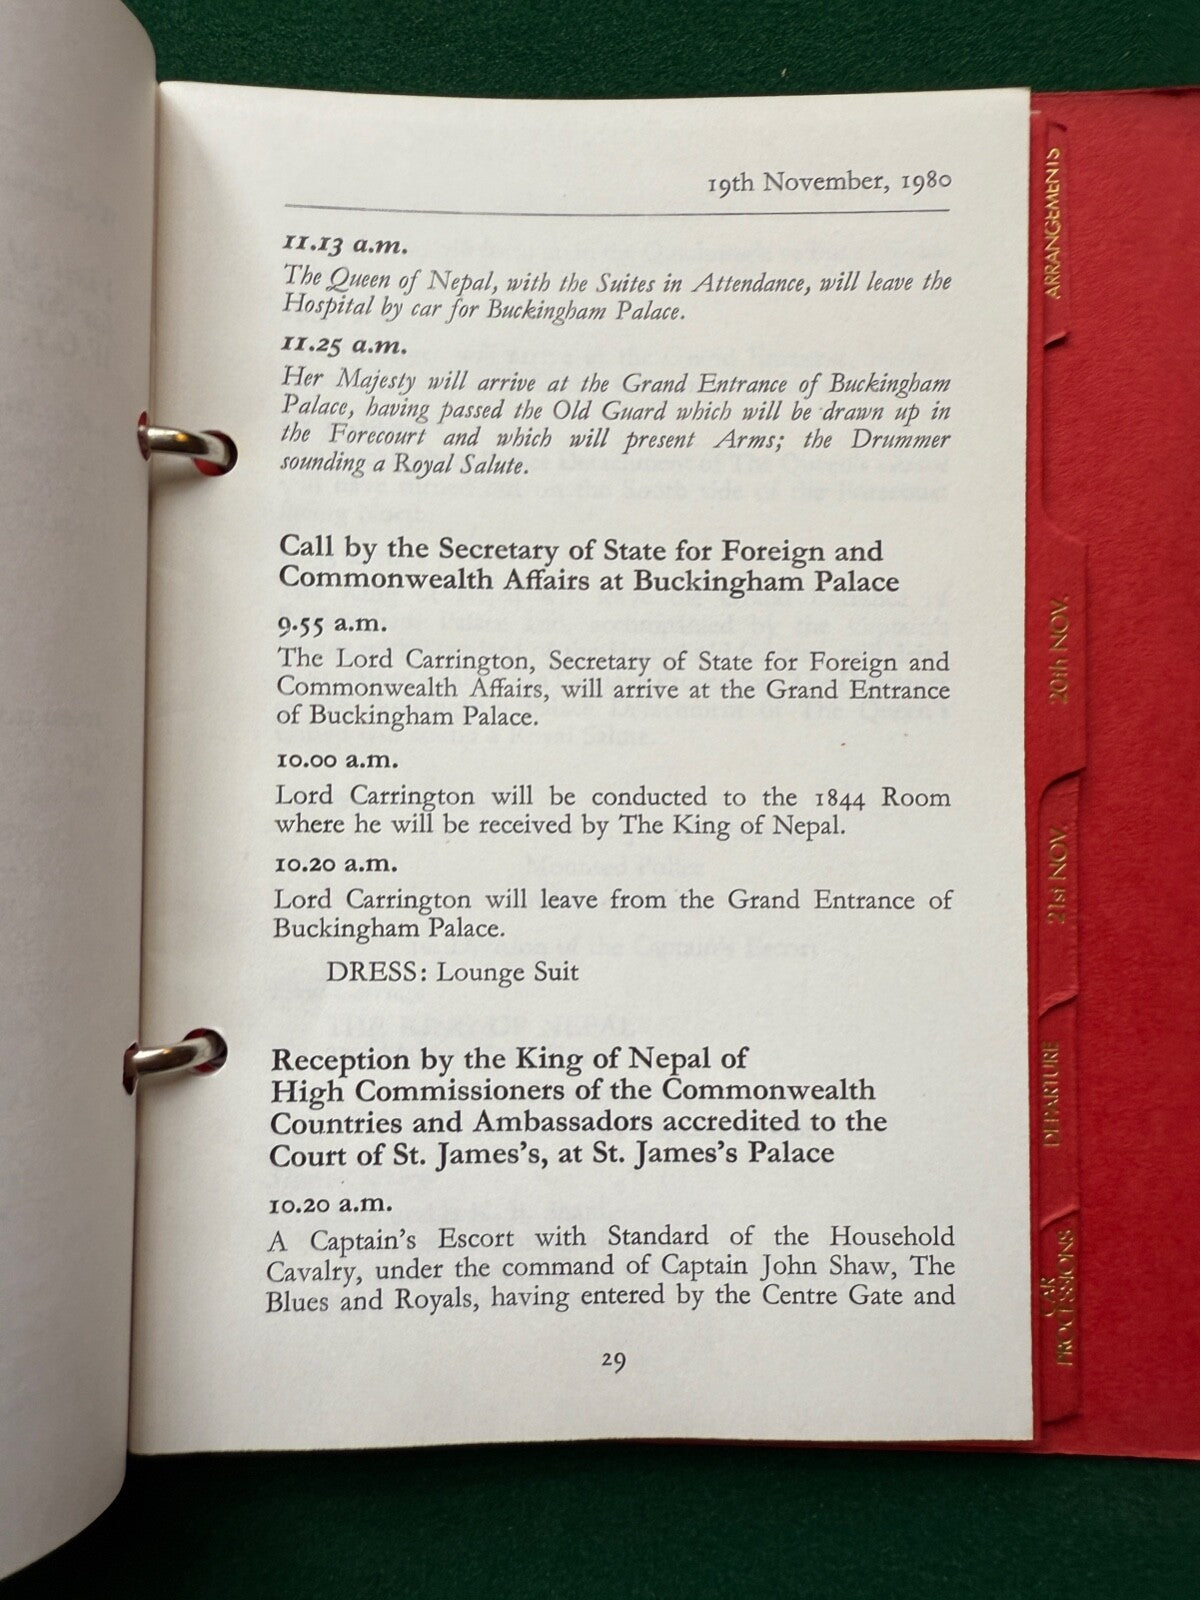 19th November, 1980
11.13 a.m.
The Queen of Nepal, with the Suites in Attendance, will leave the
Hospital by car for Buckingham Palace.
11.25 a.m.
Her Majesty will arrive at the Grand Entrance of Buckingham
Palace, having passed the Old Guard which will be drawn up in
the Forecourt and which will present Arms; the Drummer
sounding a Royal Salute.
Call by the Secretary of State for Foreign and
Commonwealth Affairs at Buckingham Palace
9.55 a.m.
The Lord Carrington, Secretary of State for Foreign and
Commonwealth Affairs, will arrive at the Grand Entrance
of Buckingham Palace.
10.00 a.m.
Lord Carrington will be conducted to the 1844 Room
where he will be received by The King of Nepal.
10.20 a.m.
Lord Carrington will leave from the Grand Entrance of
Buckingham Palace.
DRESS: Lounge Suit
Reception by the King of Nepal of
High Commissioners of the Commonwealth
Countries and Ambassadors accredited to the
Court of St. James's, at St. James's Palace
10.20 a.m.
A Captain's Escort with Standard of the Household
Cavalry, under the command of Captain John Shaw, The
Blues and Royals, having entered by the Centre Gate and
29
ARRANGEMENTS
20th NOV.
21st NOV.
DEPARTURE
CAR
PROCESSIONS